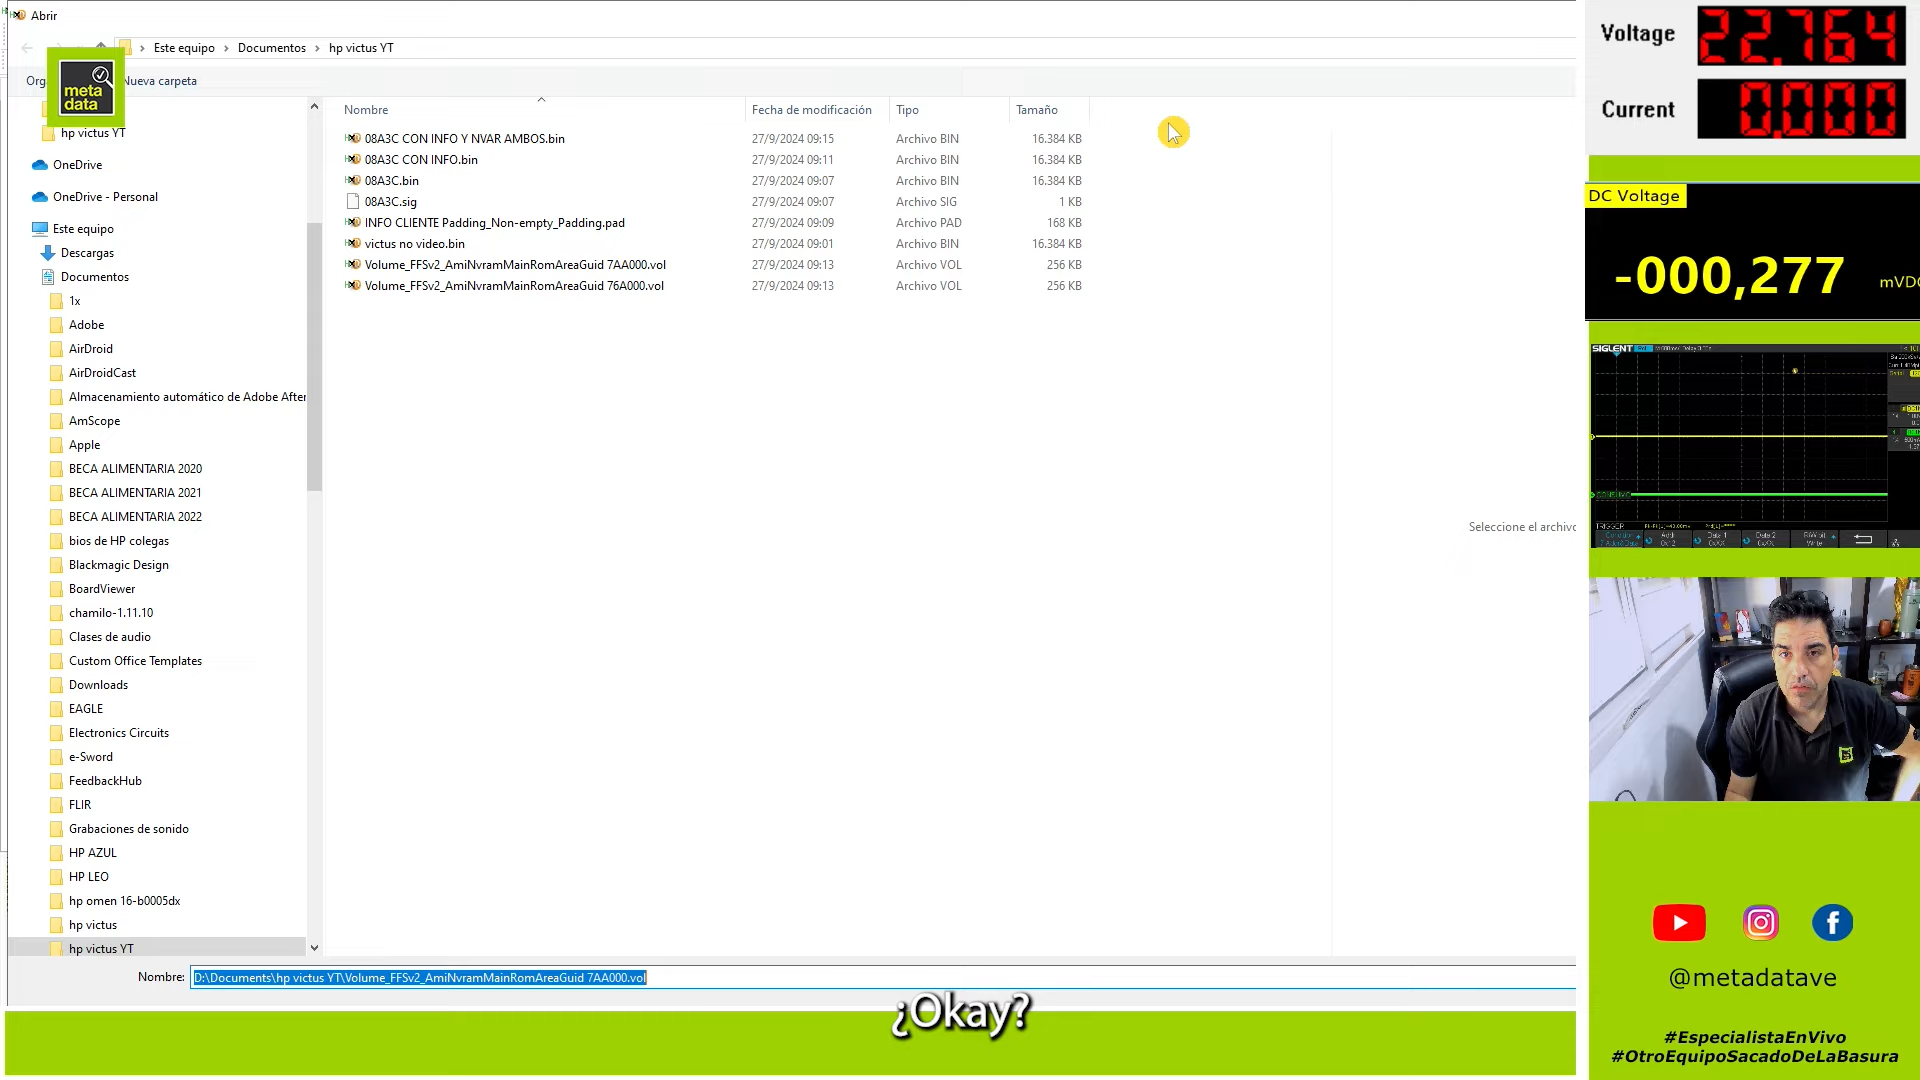 Abrir
Este equipo > Documentos > hp victus YT
Nueva carpeta
meta
data
hp victus YT
OneDrive
OneDrive - Personal
Este equipo
Descargas
Documentos
1x
Adobe
AirDroid
AirDroidCast
Almacenamiento automático de Adobe After
AmScope
Apple
BECA ALIMENTARIA 2020
BECA ALIMENTARIA 2021
BECA ALIMENTARIA 2022
bios de HP colegas
Blackmagic Design
BoardViewer
chamilo-1.11.10
Clases de audio
Custom Office Templates
Downloads
EAGLE
Electronics Circuits
e-Sword
FeedbackHub
FLIR
Grabaciones de sonido
HP AZUL
HP LEO
hp omen 16-b0005dx
hp victus
hp victus YT
Nombre Fecha de modificación Tipo Tamaño
08A3C CON INFO Y NVAR AMBOS.bin 27/9/2024 09:15 Archivo BIN 16.384 KB
08A3C CON INFO.bin 27/9/2024 09:11 Archivo BIN 16.384 KB
08A3C.bin 27/9/2024 09:07 Archivo BIN 16.384 KB
08A3C.sig 27/9/2024 09:07 Archivo SIG 1 KB
INFO CLIENTE Padding_Non-empty_Padding.pad 27/9/2024 09:09 Archivo PAD 168 KB
victus no video.bin 27/9/2024 09:01 Archivo BIN 16.384 KB
Volume_FFSv2_AmiNvramMainRomAreaGuid 7AA000.vol 27/9/2024 09:13 Archivo VOL 256 KB
Volume_FFSv2_AmiNvramMainRomAreaGuid 76A000.vol 27/9/2024 09:13 Archivo VOL 256 KB
Seleccione el archivo
Nombre: D:\Documents\hp victus YT\Volume_FFSv2_AmiNvramMainRomAreaGuid 7AA000.vol
¿Okay?
Voltage 22.764
Current 0.000
DC Voltage
-000,277 mVDC
SIGLENT
CONSUMO
TRIGGER
@metadatave
#EspecialistaEnVivo
#OtroEquipoSacadoDeLaBasura